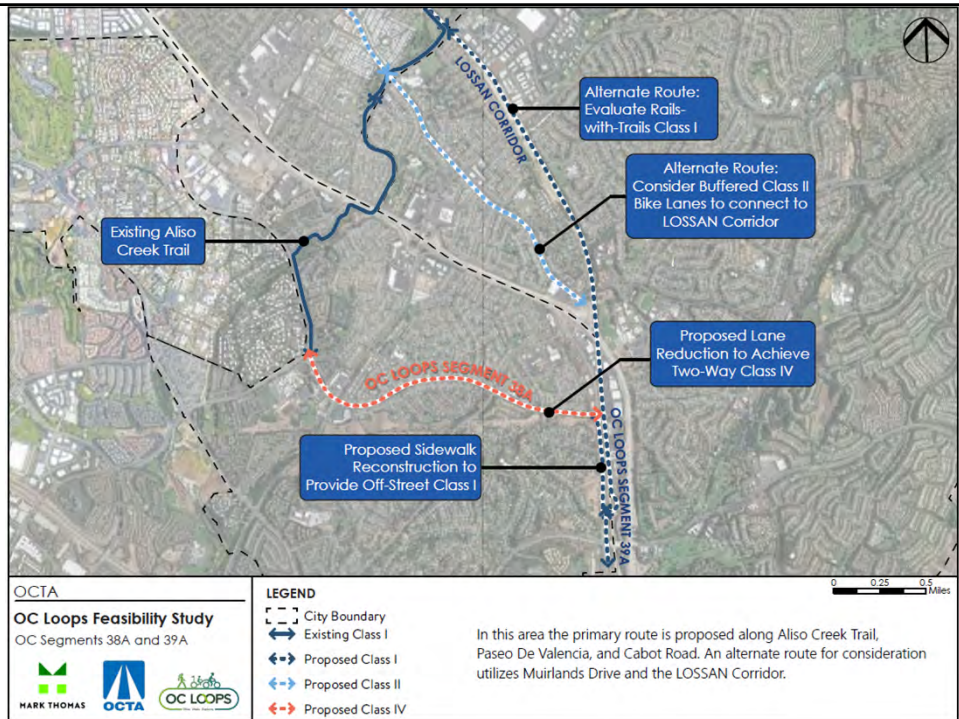 LOSSAN CORRIDOR
Alternate Route:
Evaluate Rails-
with-Trails Class I
Alternate Route:
Consider Buffered Class II
Bike Lanes to connect to
LOSSAN Corridor
Existing Aliso
Creek Trail
Proposed Lane
Reduction to Achieve
Two-Way Class IV
OC LOOPS SEGMENT 38A
Proposed Sidewalk
Reconstruction to
Provide Off-Street Class I
OC LOOPS SEGMENT 39A
OCTA
OC Loops Feasibility Study
OC Segments 38A and 39A
MARK THOMAS
OCTA
OC LOOPS
LEGEND
City Boundary
Existing Class I
Proposed Class I
Proposed Class II
Proposed Class IV
0 0.25 0.5
Miles
In this area the primary route is proposed along Aliso Creek Trail,
Paseo De Valencia, and Cabot Road. An alternate route for consideration
utilizes Muirlands Drive and the LOSSAN Corridor.